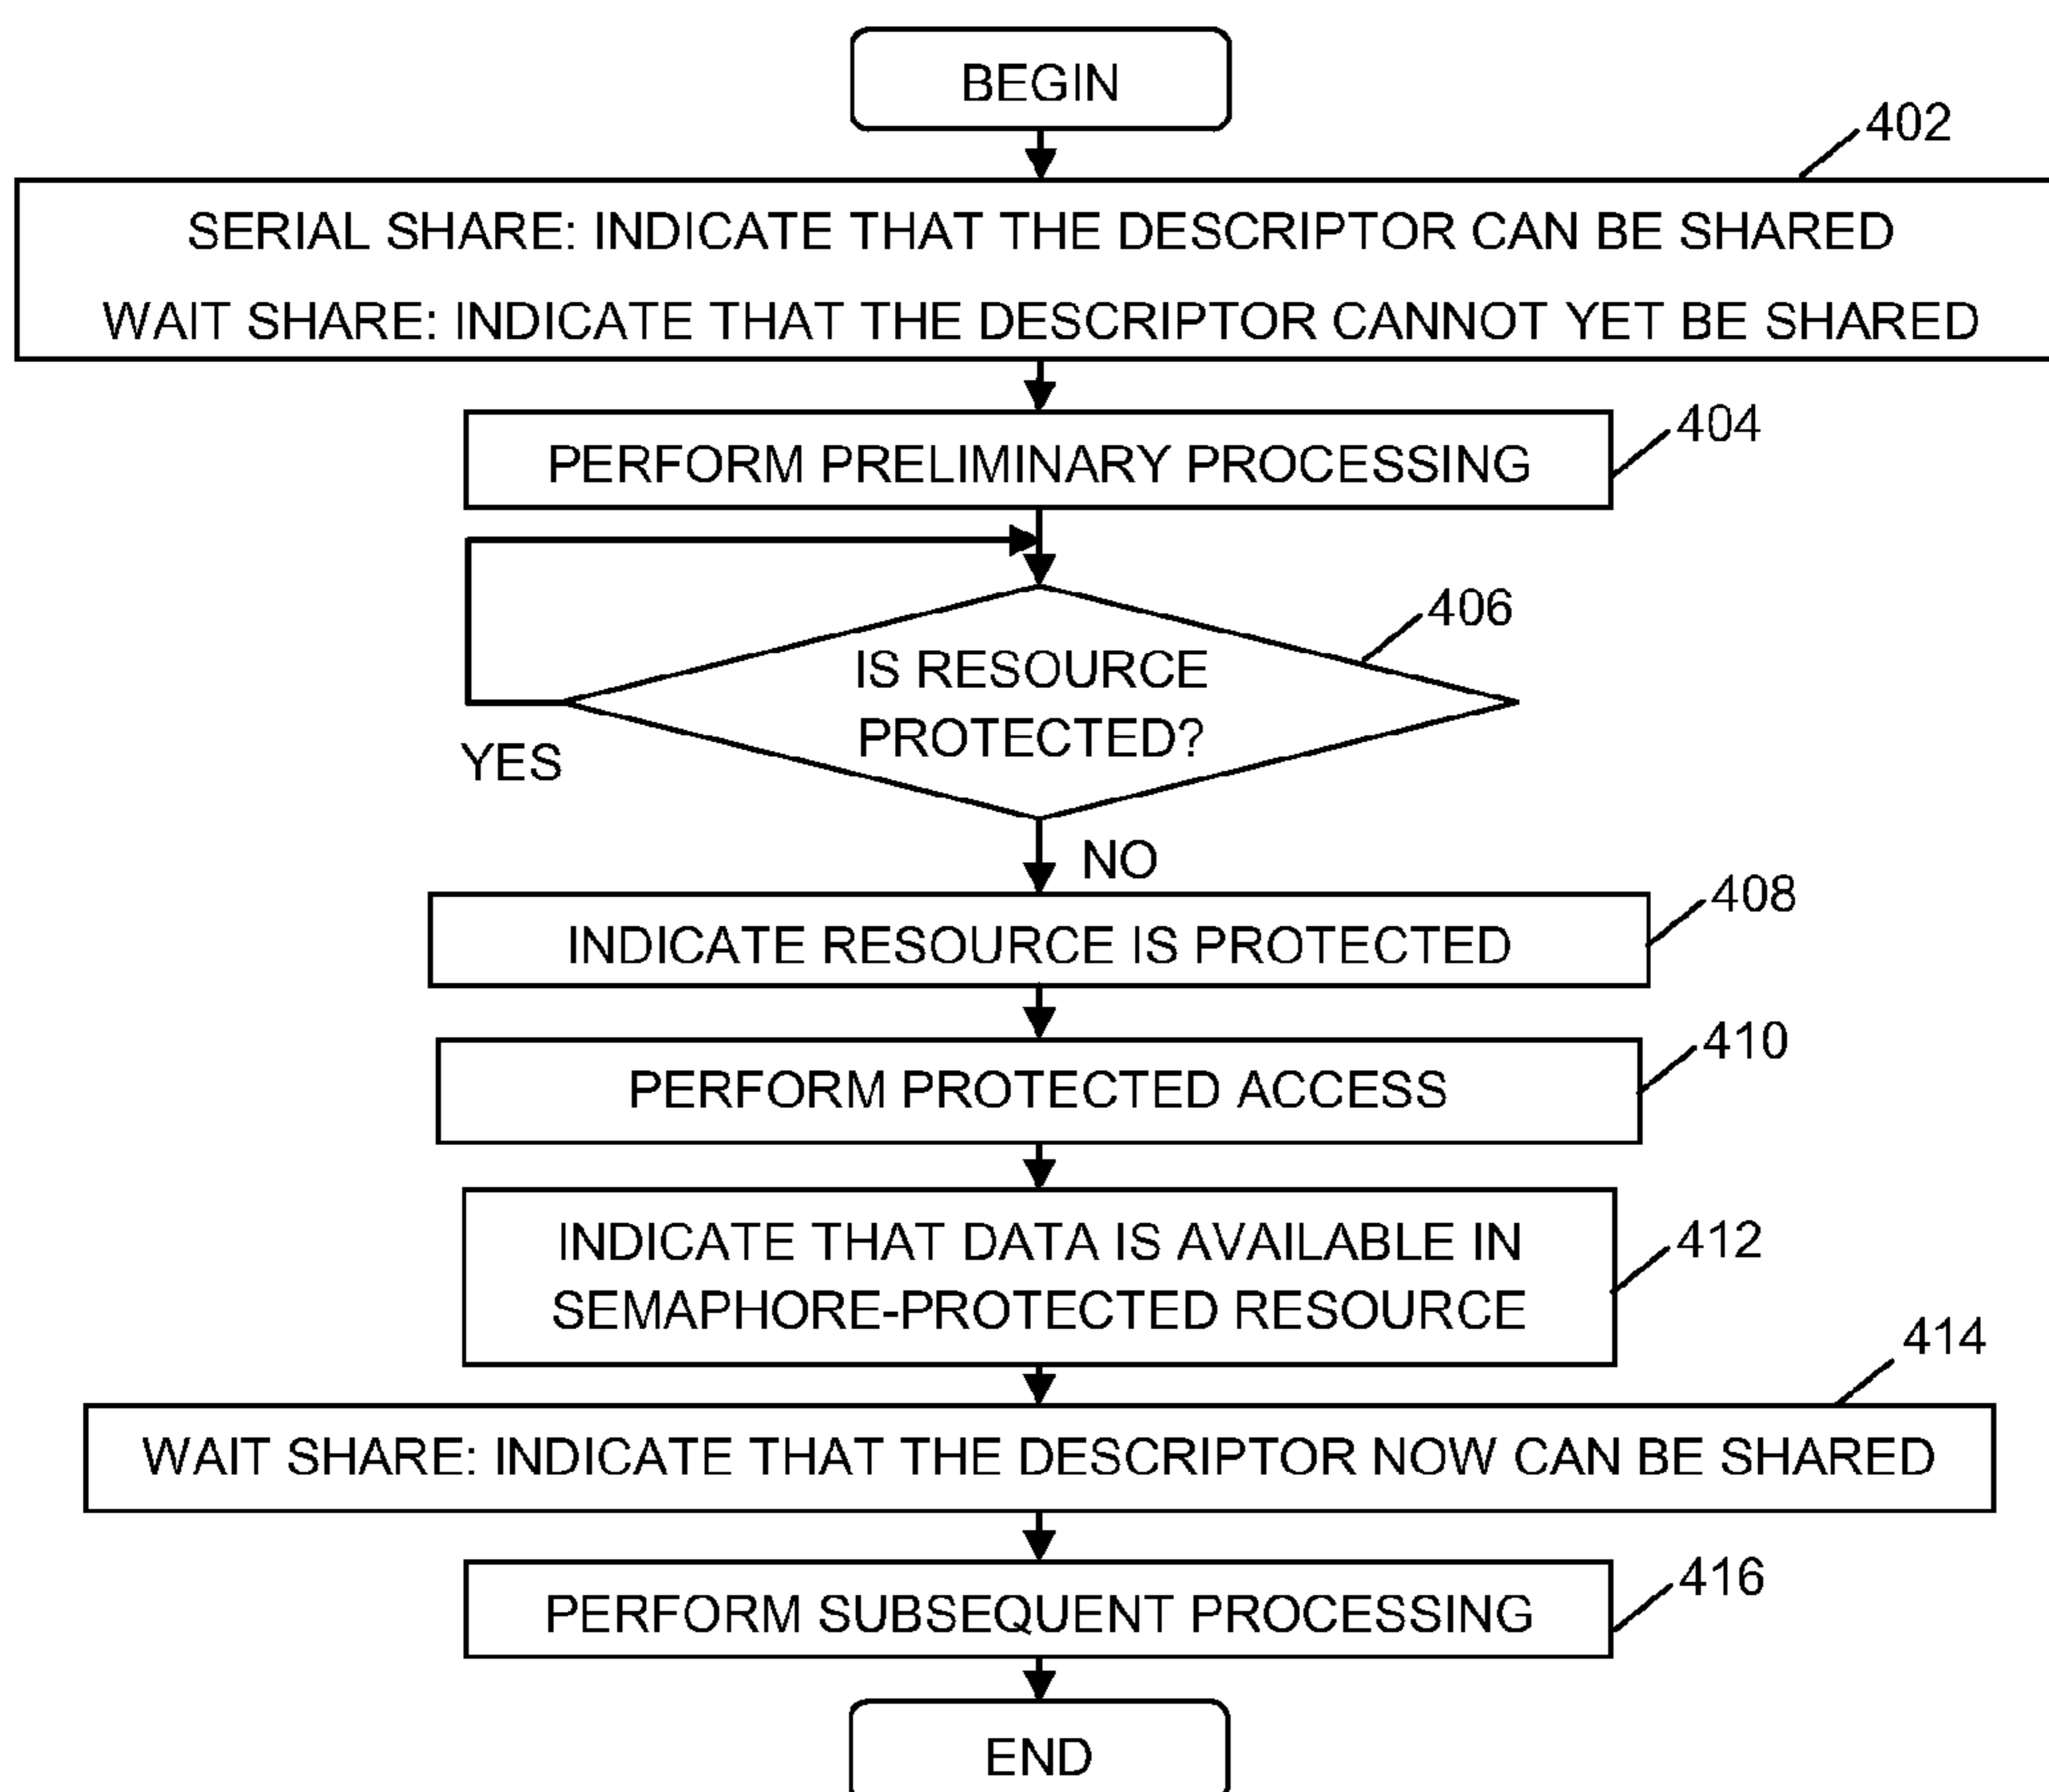 BEGIN
402
SERIAL SHARE: INDICATE THAT THE DESCRIPTOR CAN BE SHARED
WAIT SHARE: INDICATE THAT THE DESCRIPTOR CANNOT YET BE SHARED
404
PERFORM PRELIMINARY PROCESSING
406
IS RESOURCE
PROTECTED?
YES
NO
408
INDICATE RESOURCE IS PROTECTED
410
PERFORM PROTECTED ACCESS
412
INDICATE THAT DATA IS AVAILABLE IN
SEMAPHORE-PROTECTED RESOURCE
414
WAIT SHARE: INDICATE THAT THE DESCRIPTOR NOW CAN BE SHARED
416
PERFORM SUBSEQUENT PROCESSING
END